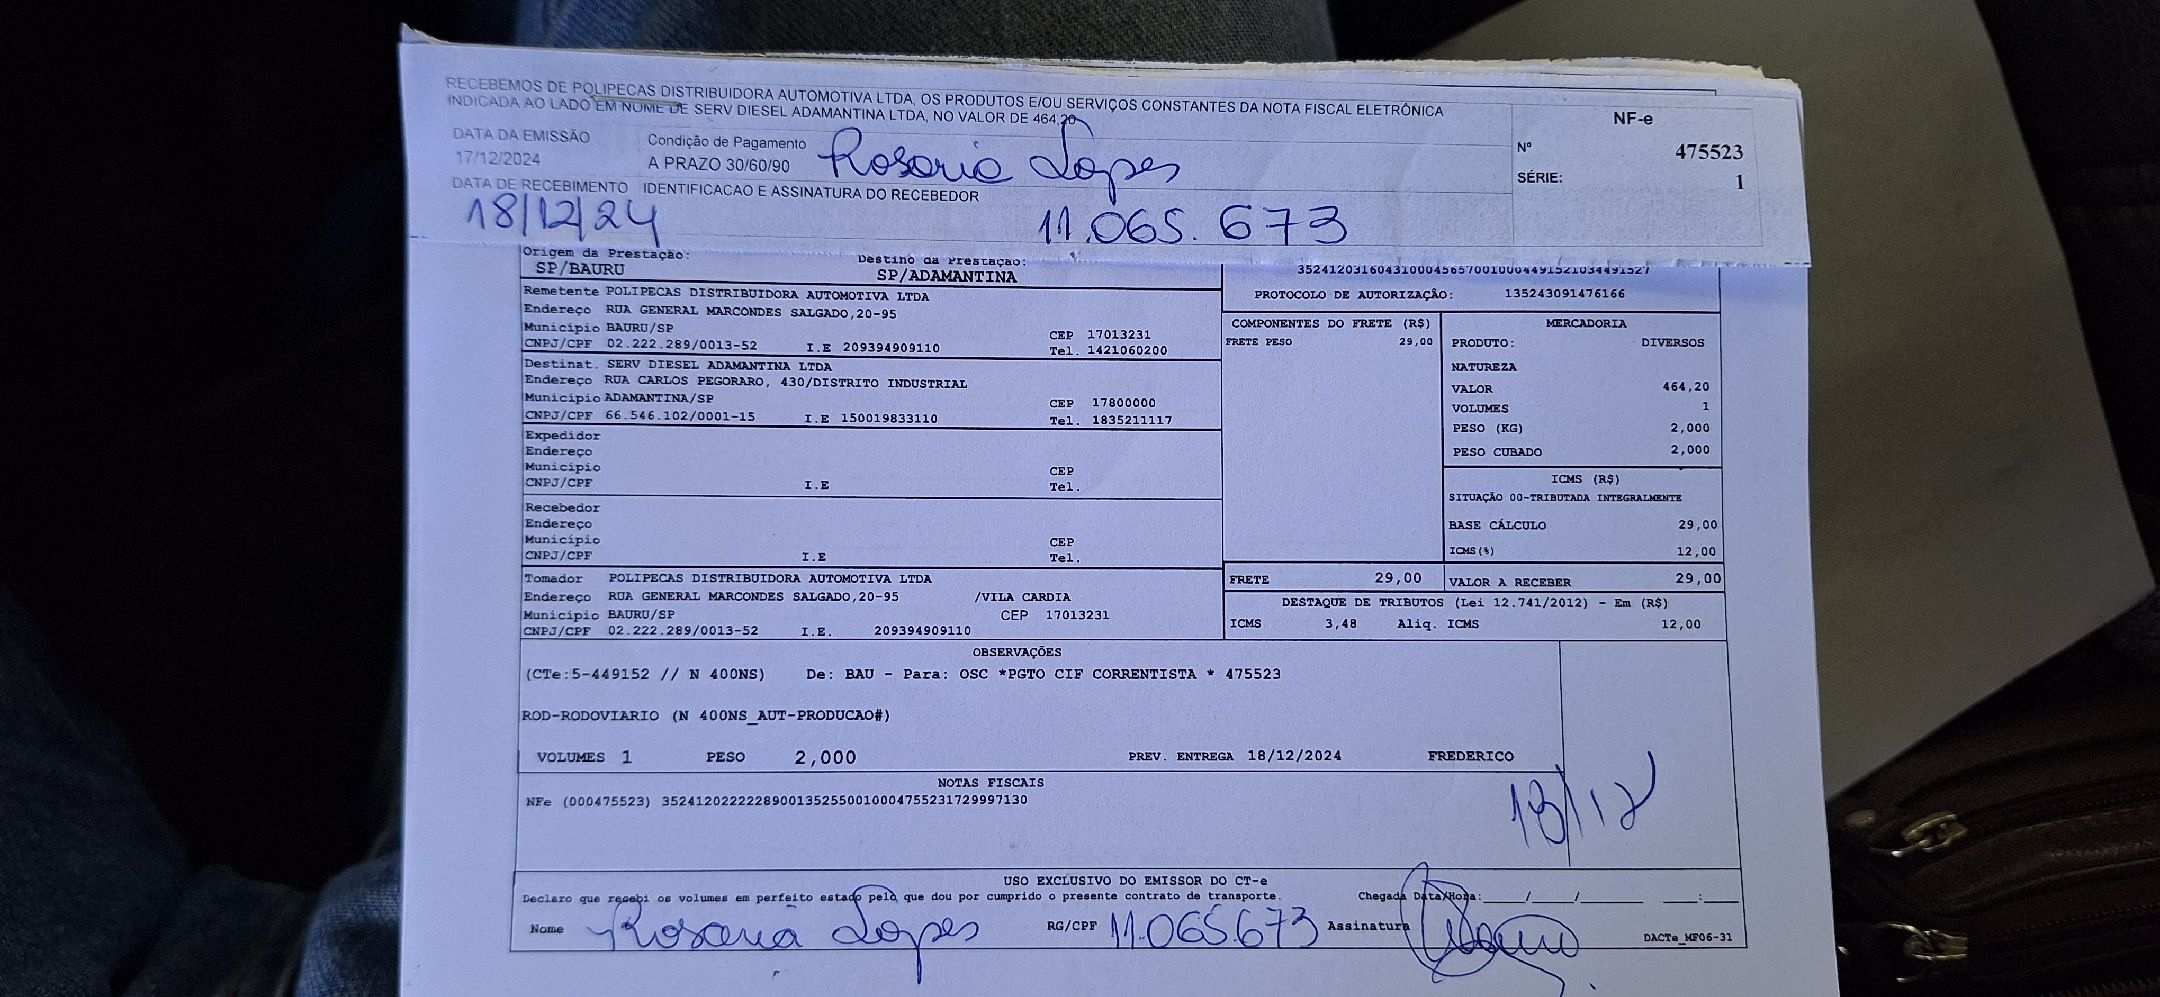 RECEBEMOS DE POLIPECAS DISTRIBUIDORA AUTOMOTIVA LTDA, OS PRODUTOS E/OU SERVIÇOS CONSTANTES DA NOTA FISCAL ELETRÔNICA
INDICADA AO LADO EM NOME DE SERV DIESEL ADAMANTINA LTDA, NO VALOR DE 464,20
NF-e
Nº 475523
SÉRIE: 1
DATA DA EMISSÃO
17/12/2024
Condição de Pagamento
A PRAZO 30/60/90
Rosaria Lopes
DATA DE RECEBIMENTO IDENTIFICACAO E ASSINATURA DO RECEBEDOR
18/12/24 11.065.673
Origem da Prestação: Destino da Prestação:
SP/BAURU SP/ADAMANTINA
35241203160431000456570010004491521034491527
PROTOCOLO DE AUTORIZAÇÃO: 135243091476166
Remetente POLIPECAS DISTRIBUIDORA AUTOMOTIVA LTDA
Endereço RUA GENERAL MARCONDES SALGADO,20-95
Município BAURU/SP CEP 17013231
CNPJ/CPF 02.222.289/0013-52 I.E 209394909110 Tel. 1421060200
Destinat. SERV DIESEL ADAMANTINA LTDA
Endereço RUA CARLOS PEGORARO, 430/DISTRITO INDUSTRIAL
Município ADAMANTINA/SP CEP 17800000
CNPJ/CPF 66.546.102/0001-15 I.E 150019833110 Tel. 1835211117
Expedidor
Endereço
Município CEP
CNPJ/CPF I.E Tel.
Recebedor
Endereço
Município CEP
CNPJ/CPF I.E Tel.
Tomador POLIPECAS DISTRIBUIDORA AUTOMOTIVA LTDA
Endereço RUA GENERAL MARCONDES SALGADO,20-95 /VILA CARDIA
Município BAURU/SP CEP 17013231
CNPJ/CPF 02.222.289/0013-52 I.E. 209394909110
COMPONENTES DO FRETE (R$)
FRETE PESO 29,00
MERCADORIA
PRODUTO: DIVERSOS
NATUREZA
VALOR 464,20
VOLUMES 1
PESO (KG) 2,000
PESO CUBADO 2,000
ICMS (R$)
SITUAÇÃO 00-TRIBUTADA INTEGRALMENTE
BASE CÁLCULO 29,00
ICMS(%) 12,00
FRETE 29,00 VALOR A RECEBER 29,00
DESTAQUE DE TRIBUTOS (Lei 12.741/2012) - Em (R$)
ICMS 3,48 Aliq. ICMS 12,00
OBSERVAÇÕES
(CTe:5-449152 // N 400NS) De: BAU - Para: OSC *PGTO CIF CORRENTISTA * 475523
ROD-RODOVIARIO (N 400NS_AUT-PRODUCAO#)
VOLUMES 1 PESO 2,000 PREV. ENTREGA 18/12/2024 FREDERICO
NOTAS FISCAIS
NFe (000475523) 35241202222289001352550010004755231729997130
18/12
USO EXCLUSIVO DO EMISSOR DO CT-e
Declaro que recebi os volumes em perfeito estado pelo que dou por cumprido o presente contrato de transporte. Chegada Data/Hora:____/____/______ ___:___
Nome Rosaria Lopes RG/CPF 11.065.673 Assinatura
DACTe_MF06-31